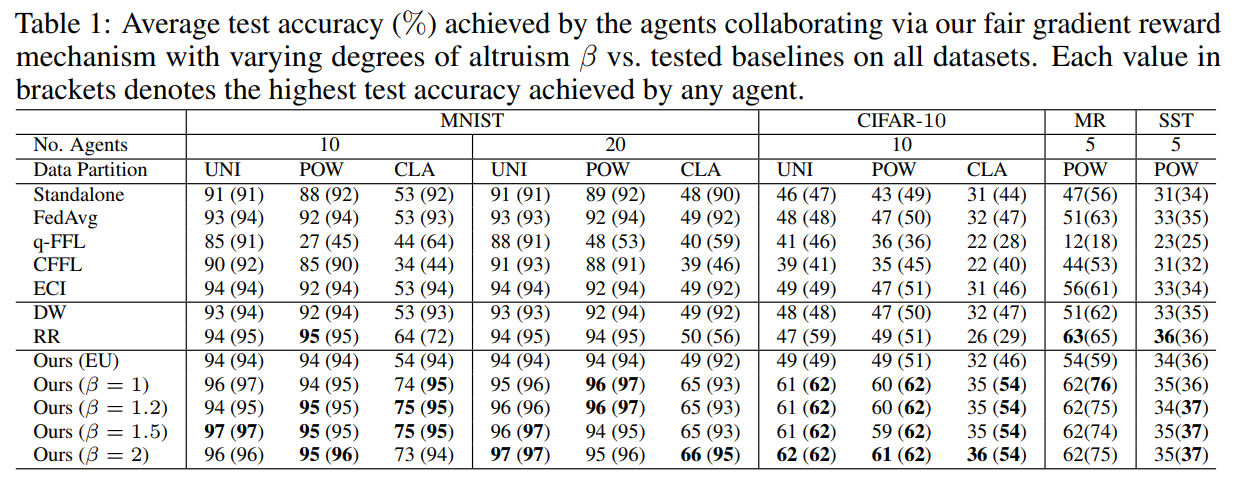 Table 1: Average test accuracy (%) achieved by the agents collaborating via our fair gradient reward
mechanism with varying degrees of altruism β vs. tested baselines on all datasets. Each value in
brackets denotes the highest test accuracy achieved by any agent.
MNIST CIFAR-10 MR SST
No. Agents 10 20 10 5 5
Data Partition UNI POW CLA UNI POW CLA UNI POW CLA POW POW
Standalone 91 (91) 88 (92) 53 (92) 91 (91) 89 (92) 48 (90) 46 (47) 43 (49) 31 (44) 47(56) 31(34)
FedAvg 93 (94) 92 (94) 53 (93) 93 (93) 92 (94) 49 (92) 48 (48) 47 (50) 32 (47) 51(63) 33(35)
q-FFL 85 (91) 27 (45) 44 (64) 88 (91) 48 (53) 40 (59) 41 (46) 36 (36) 22 (28) 12(18) 23(25)
CFFL 90 (92) 85 (90) 34 (44) 91 (93) 88 (91) 39 (46) 39 (41) 35 (45) 22 (40) 44(53) 31(32)
ECI 94 (94) 92 (94) 53 (94) 94 (94) 92 (94) 49 (92) 49 (49) 47 (51) 31 (46) 56(61) 33(34)
DW 93 (94) 92 (94) 53 (93) 93 (93) 92 (94) 49 (92) 48 (48) 47 (50) 32 (47) 51(62) 33(35)
RR 94 (95) 95 (95) 64 (72) 94 (95) 94 (95) 50 (56) 47 (59) 49 (51) 26 (29) 63(65) 36(36)
Ours (EU) 94 (94) 94 (94) 54 (94) 94 (94) 94 (94) 49 (92) 49 (49) 49 (51) 32 (46) 54(59) 34(36)
Ours (β = 1) 96 (97) 94 (95) 74 (95) 95 (96) 96 (97) 65 (93) 61 (62) 60 (62) 35 (54) 62(76) 35(36)
Ours (β = 1.2) 94 (95) 95 (95) 75 (95) 96 (96) 96 (97) 65 (93) 61 (62) 60 (62) 35 (54) 62(75) 34(37)
Ours (β = 1.5) 97 (97) 95 (95) 75 (95) 96 (97) 94 (95) 65 (93) 61 (62) 59 (62) 35 (54) 62(74) 35(37)
Ours (β = 2) 96 (96) 95 (96) 73 (94) 97 (97) 95 (96) 66 (95) 62 (62) 61 (62) 36 (54) 62(75) 35(37)